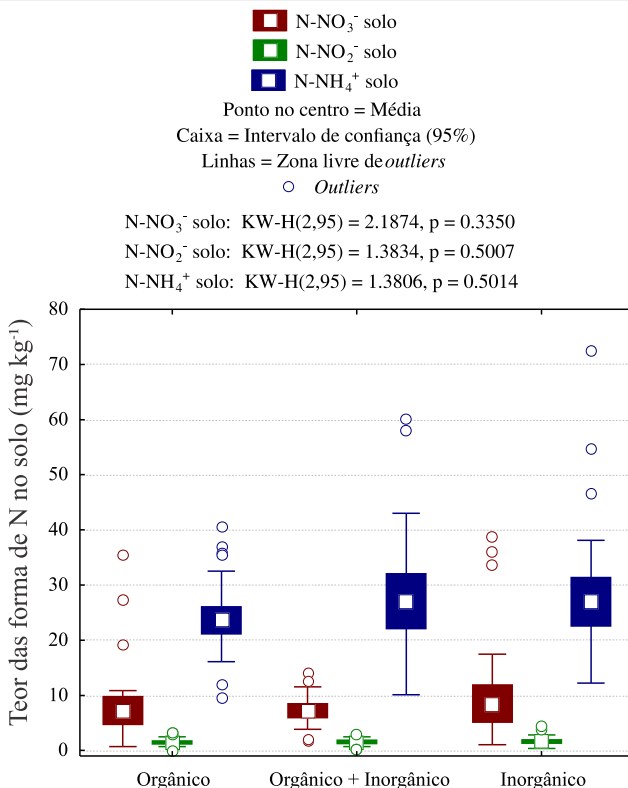 N-NO₃⁻ solo
N-NO₂⁻ solo
N-NH₄⁺ solo
Ponto no centro = Média
Caixa = Intervalo de confiança (95%)
Linhas = Zona livre de outliers
Outliers
N-NO₃⁻ solo: KW-H(2,95) = 2.1874, p = 0.3350
N-NO₂⁻ solo: KW-H(2,95) = 1.3834, p = 0.5007
N-NH₄⁺ solo: KW-H(2,95) = 1.3806, p = 0.5014
Teor das forma de N no solo (mg kg⁻¹)
80
70
60
50
40
30
20
10
0
Orgânico
Orgânico + Inorgânico
Inorgânico